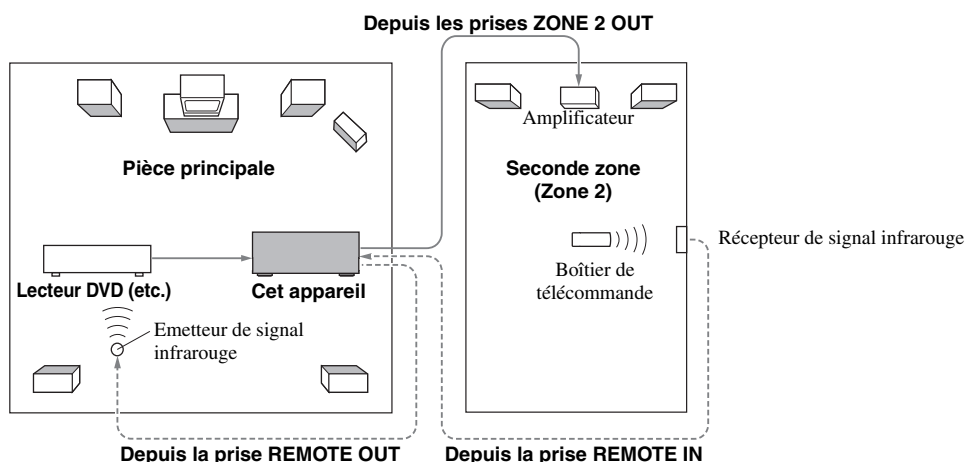 Depuis les prises ZONE 2 OUT
Amplificateur
Pièce principale
Seconde zone
(Zone 2)
Récepteur de signal infrarouge
Boîtier de
télécommande
Lecteur DVD (etc.)
Cet appareil
Emetteur de signal
infrarouge
Depuis la prise REMOTE OUT
Depuis la prise REMOTE IN